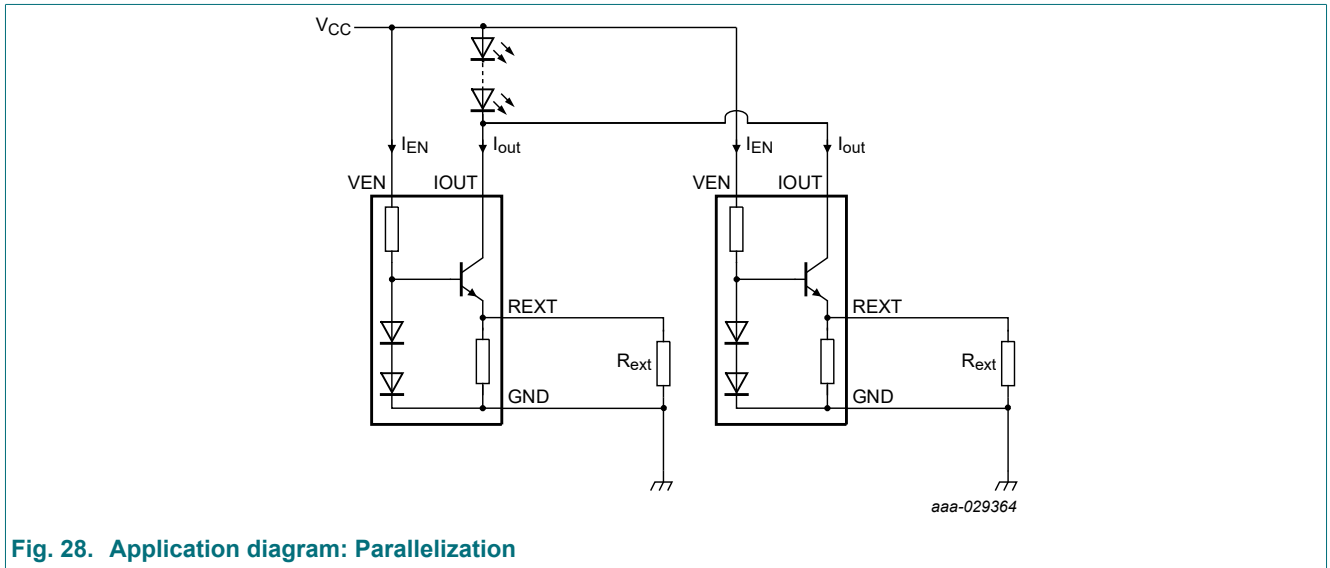 VCC
IEN Iout IEN Iout
VEN IOUT VEN IOUT
REXT REXT
Rext Rext
GND GND
aaa-029364
Fig. 28. Application diagram: Parallelization